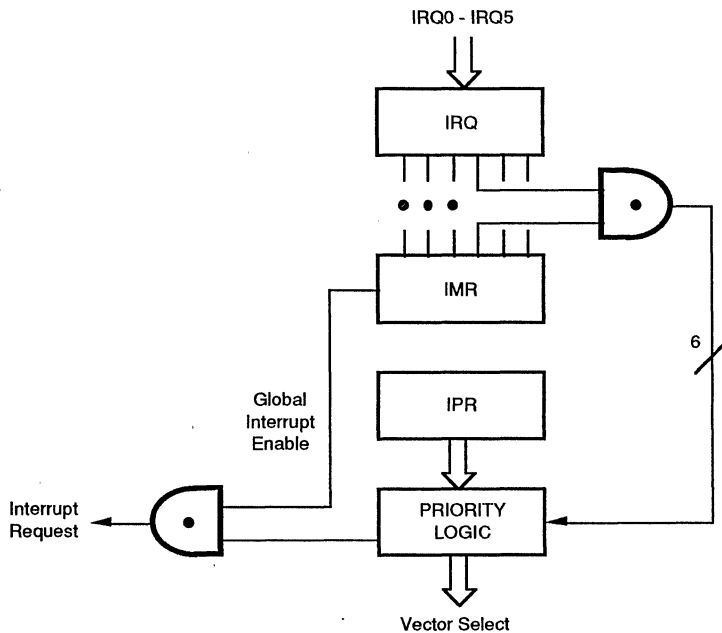 IRQ0 - IRQ5
IRQ
IMR
6
Global
Interrupt
Enable
IPR
Interrupt
Request
PRIORITY
LOGIC
Vector Select